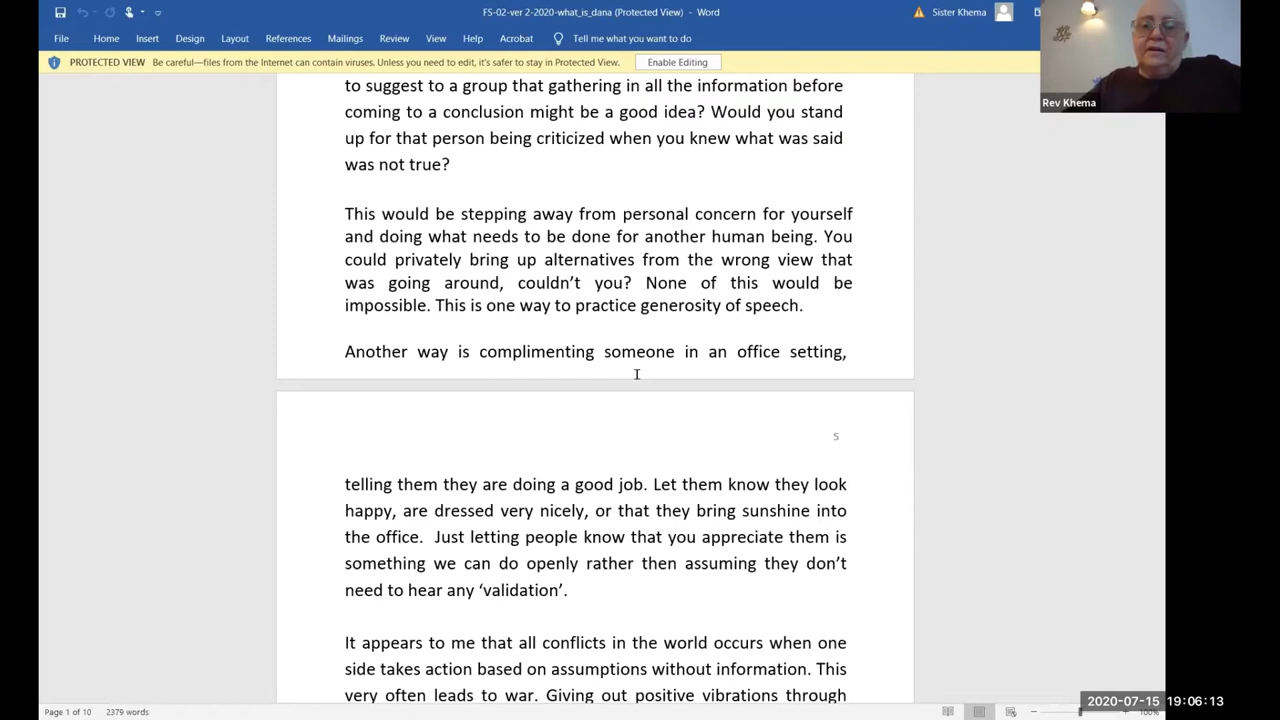 FS-02-ver 2-2020-what_is_dana (Protected View) - Word
Sister Khema
File Home Insert Design Layout References Mailings Review View Help Acrobat Tell me what you want to do
PROTECTED VIEW Be careful—files from the Internet can contain viruses. Unless you need to edit, it's safer to stay in Protected View. Enable Editing
Rev Khema
to suggest to a group that gathering in all the information before
coming to a conclusion might be a good idea? Would you stand
up for that person being criticized when you knew what was said
was not true?
This would be stepping away from personal concern for yourself
and doing what needs to be done for another human being. You
could privately bring up alternatives from the wrong view that
was going around, couldn’t you? None of this would be
impossible. This is one way to practice generosity of speech.
Another way is complimenting someone in an office setting,
5
telling them they are doing a good job. Let them know they look
happy, are dressed very nicely, or that they bring sunshine into
the office. Just letting people know that you appreciate them is
something we can do openly rather then assuming they don’t
need to hear any ‘validation’.
It appears to me that all conflicts in the world occurs when one
side takes action based on assumptions without information. This
very often leads to war. Giving out positive vibrations through
Page 1 of 10 2379 words
100%
2020-07-15 19:06:13